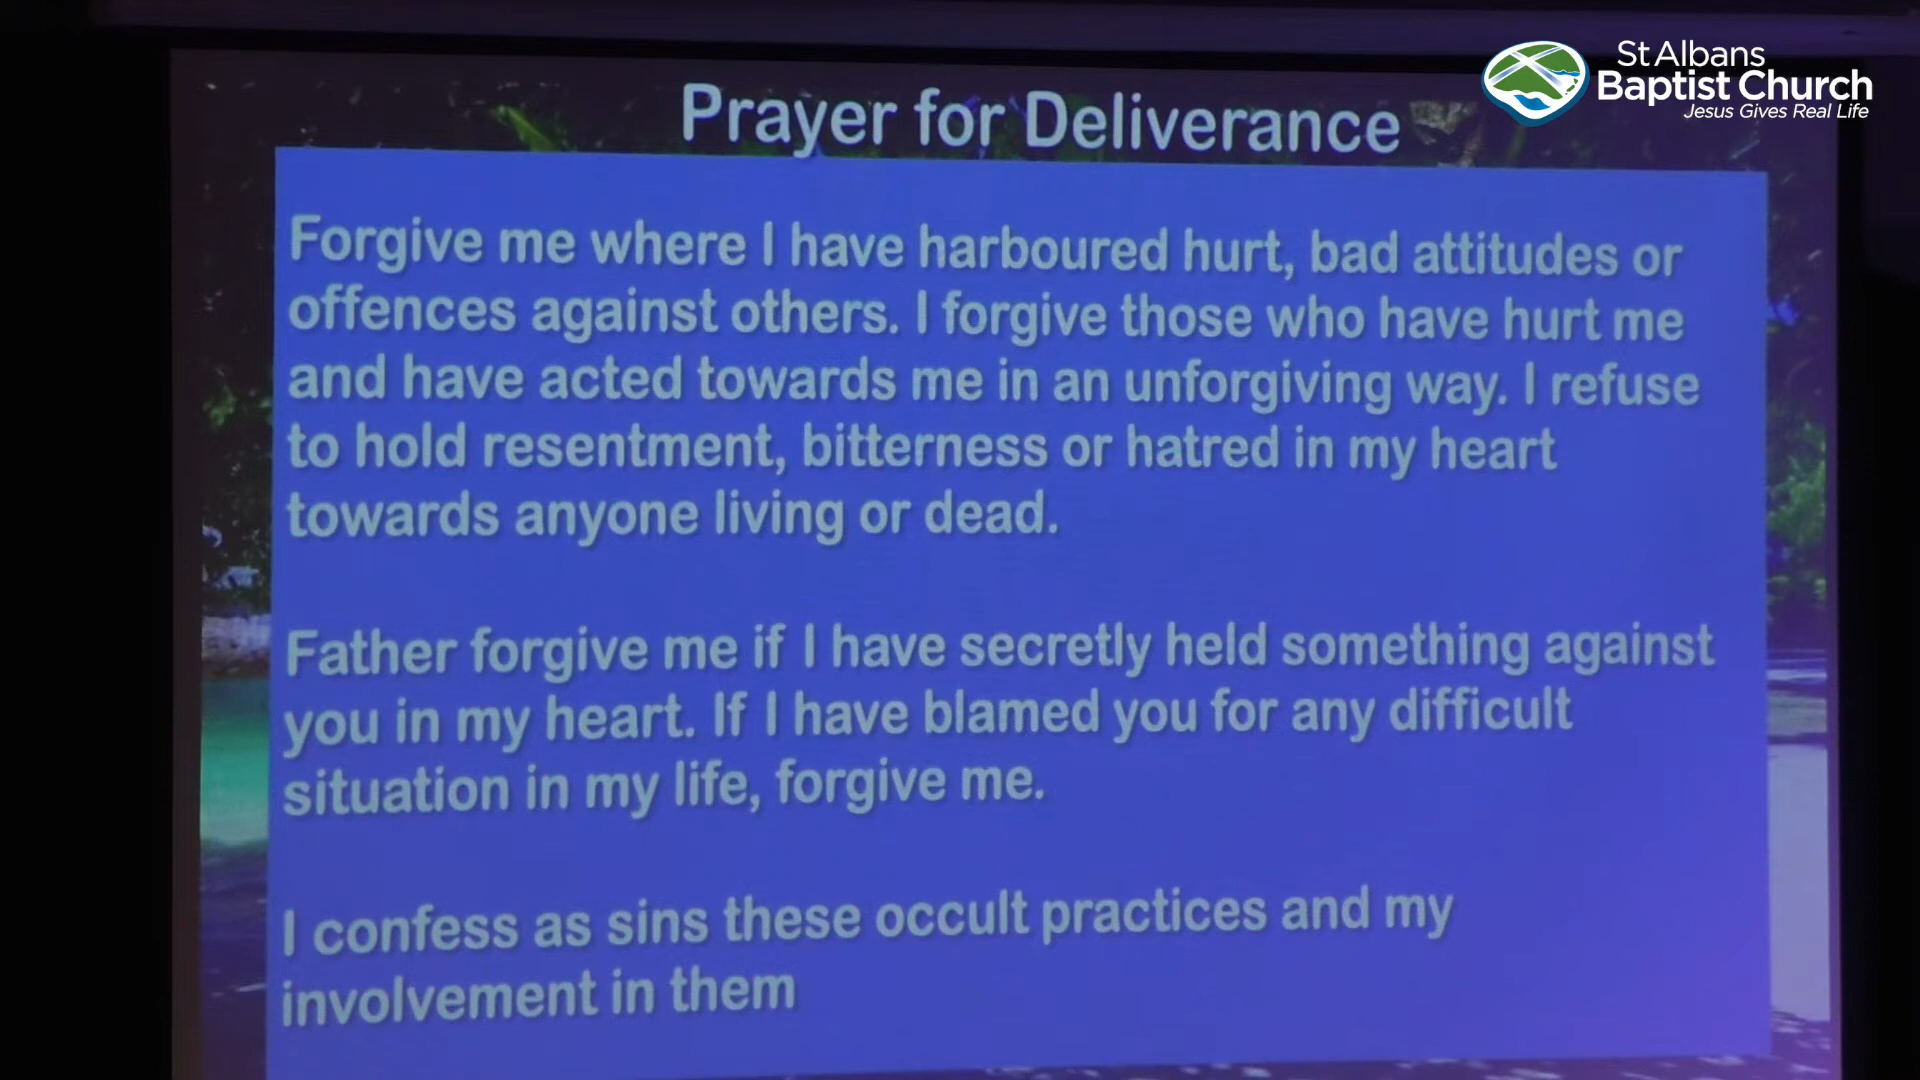 St Albans
Baptist Church
Jesus Gives Real Life
Prayer for Deliverance
Forgive me where I have harboured hurt, bad attitudes or
offences against others. I forgive those who have hurt me
and have acted towards me in an unforgiving way. I refuse
to hold resentment, bitterness or hatred in my heart
towards anyone living or dead.
Father forgive me if I have secretly held something against
you in my heart. If I have blamed you for any difficult
situation in my life, forgive me.
I confess as sins these occult practices and my
involvement in them